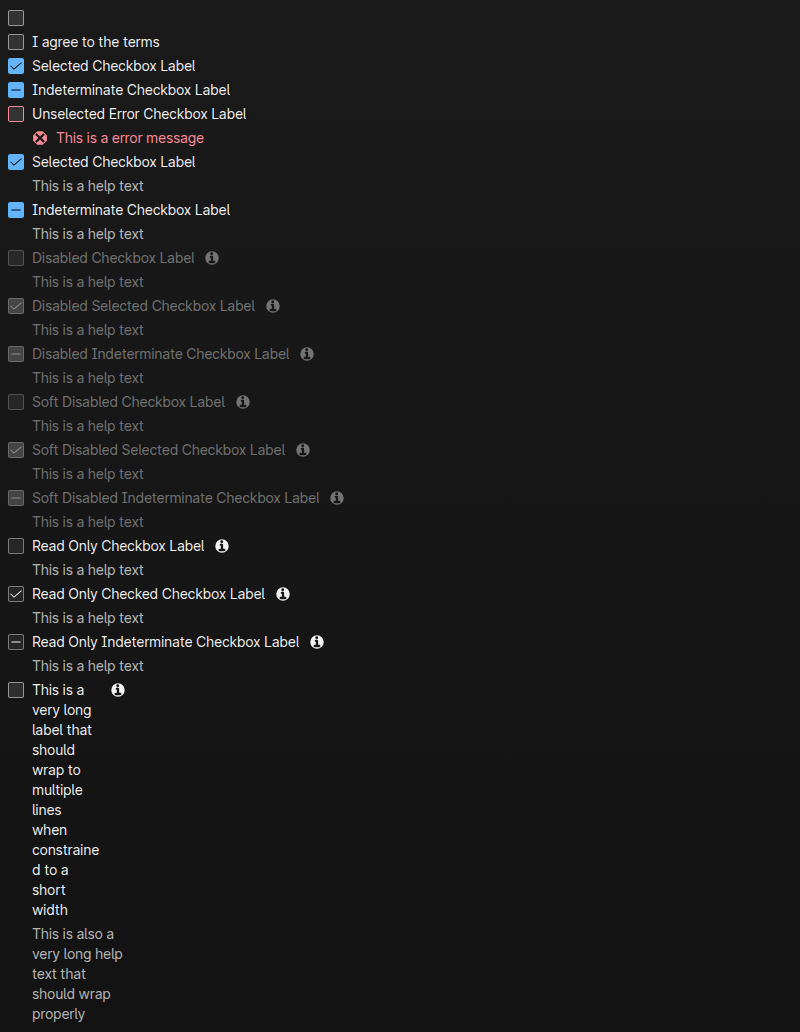 I agree to the terms
Selected Checkbox Label
Indeterminate Checkbox Label
Unselected Error Checkbox Label
This is a error message
Selected Checkbox Label
This is a help text
Indeterminate Checkbox Label
This is a help text
Disabled Checkbox Label
This is a help text
Disabled Selected Checkbox Label
This is a help text
Disabled Indeterminate Checkbox Label
This is a help text
Soft Disabled Checkbox Label
This is a help text
Soft Disabled Selected Checkbox Label
This is a help text
Soft Disabled Indeterminate Checkbox Label
This is a help text
Read Only Checkbox Label
This is a help text
Read Only Checked Checkbox Label
This is a help text
Read Only Indeterminate Checkbox Label
This is a help text
This is a
very long
label that
should
wrap to
multiple
lines
when
constraine
d to a
short
width
This is also a
very long help
text that
should wrap
properly